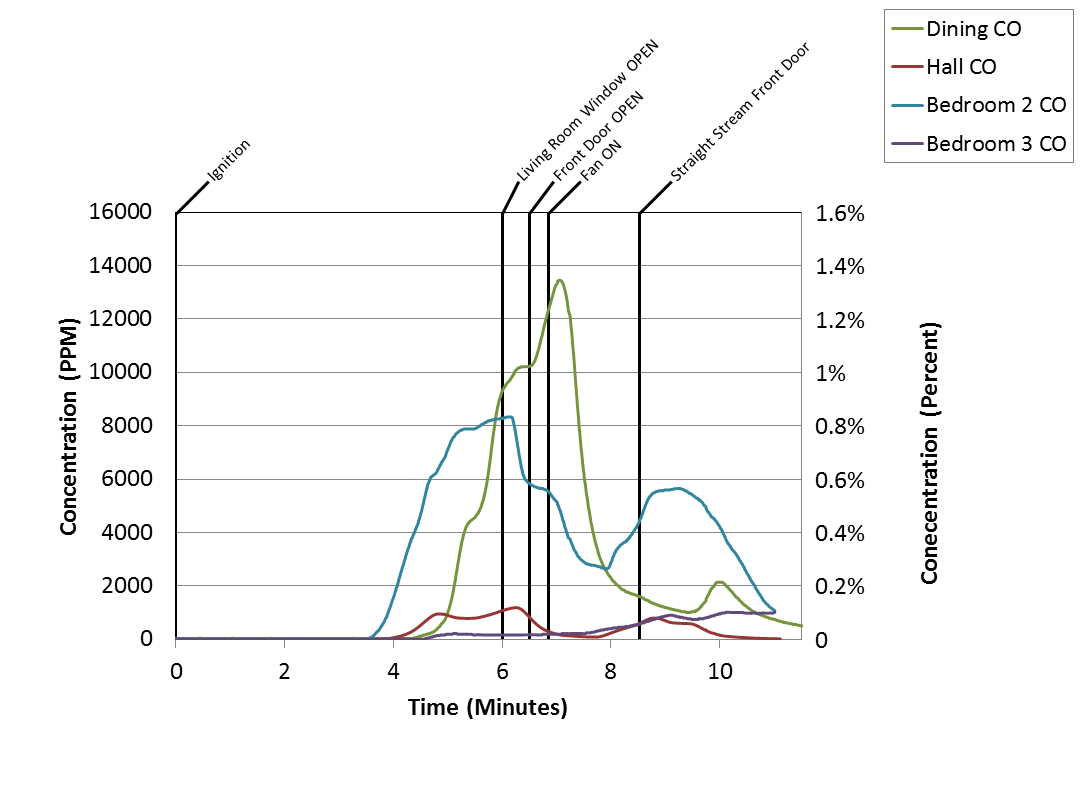 Dining CO
Hall CO
Bedroom 2 CO
Bedroom 3 CO
Ignition
Living Room Window OPEN
Front Door OPEN
Fan ON
Straight Stream Front Door
16000
14000
12000
10000
8000
6000
4000
2000
0
Concentration (PPM)
1.6%
1.4%
1.2%
1%
0.8%
0.6%
0.4%
0.2%
0
Conecentration (Percent)
0 2 4 6 8 10
Time (Minutes)